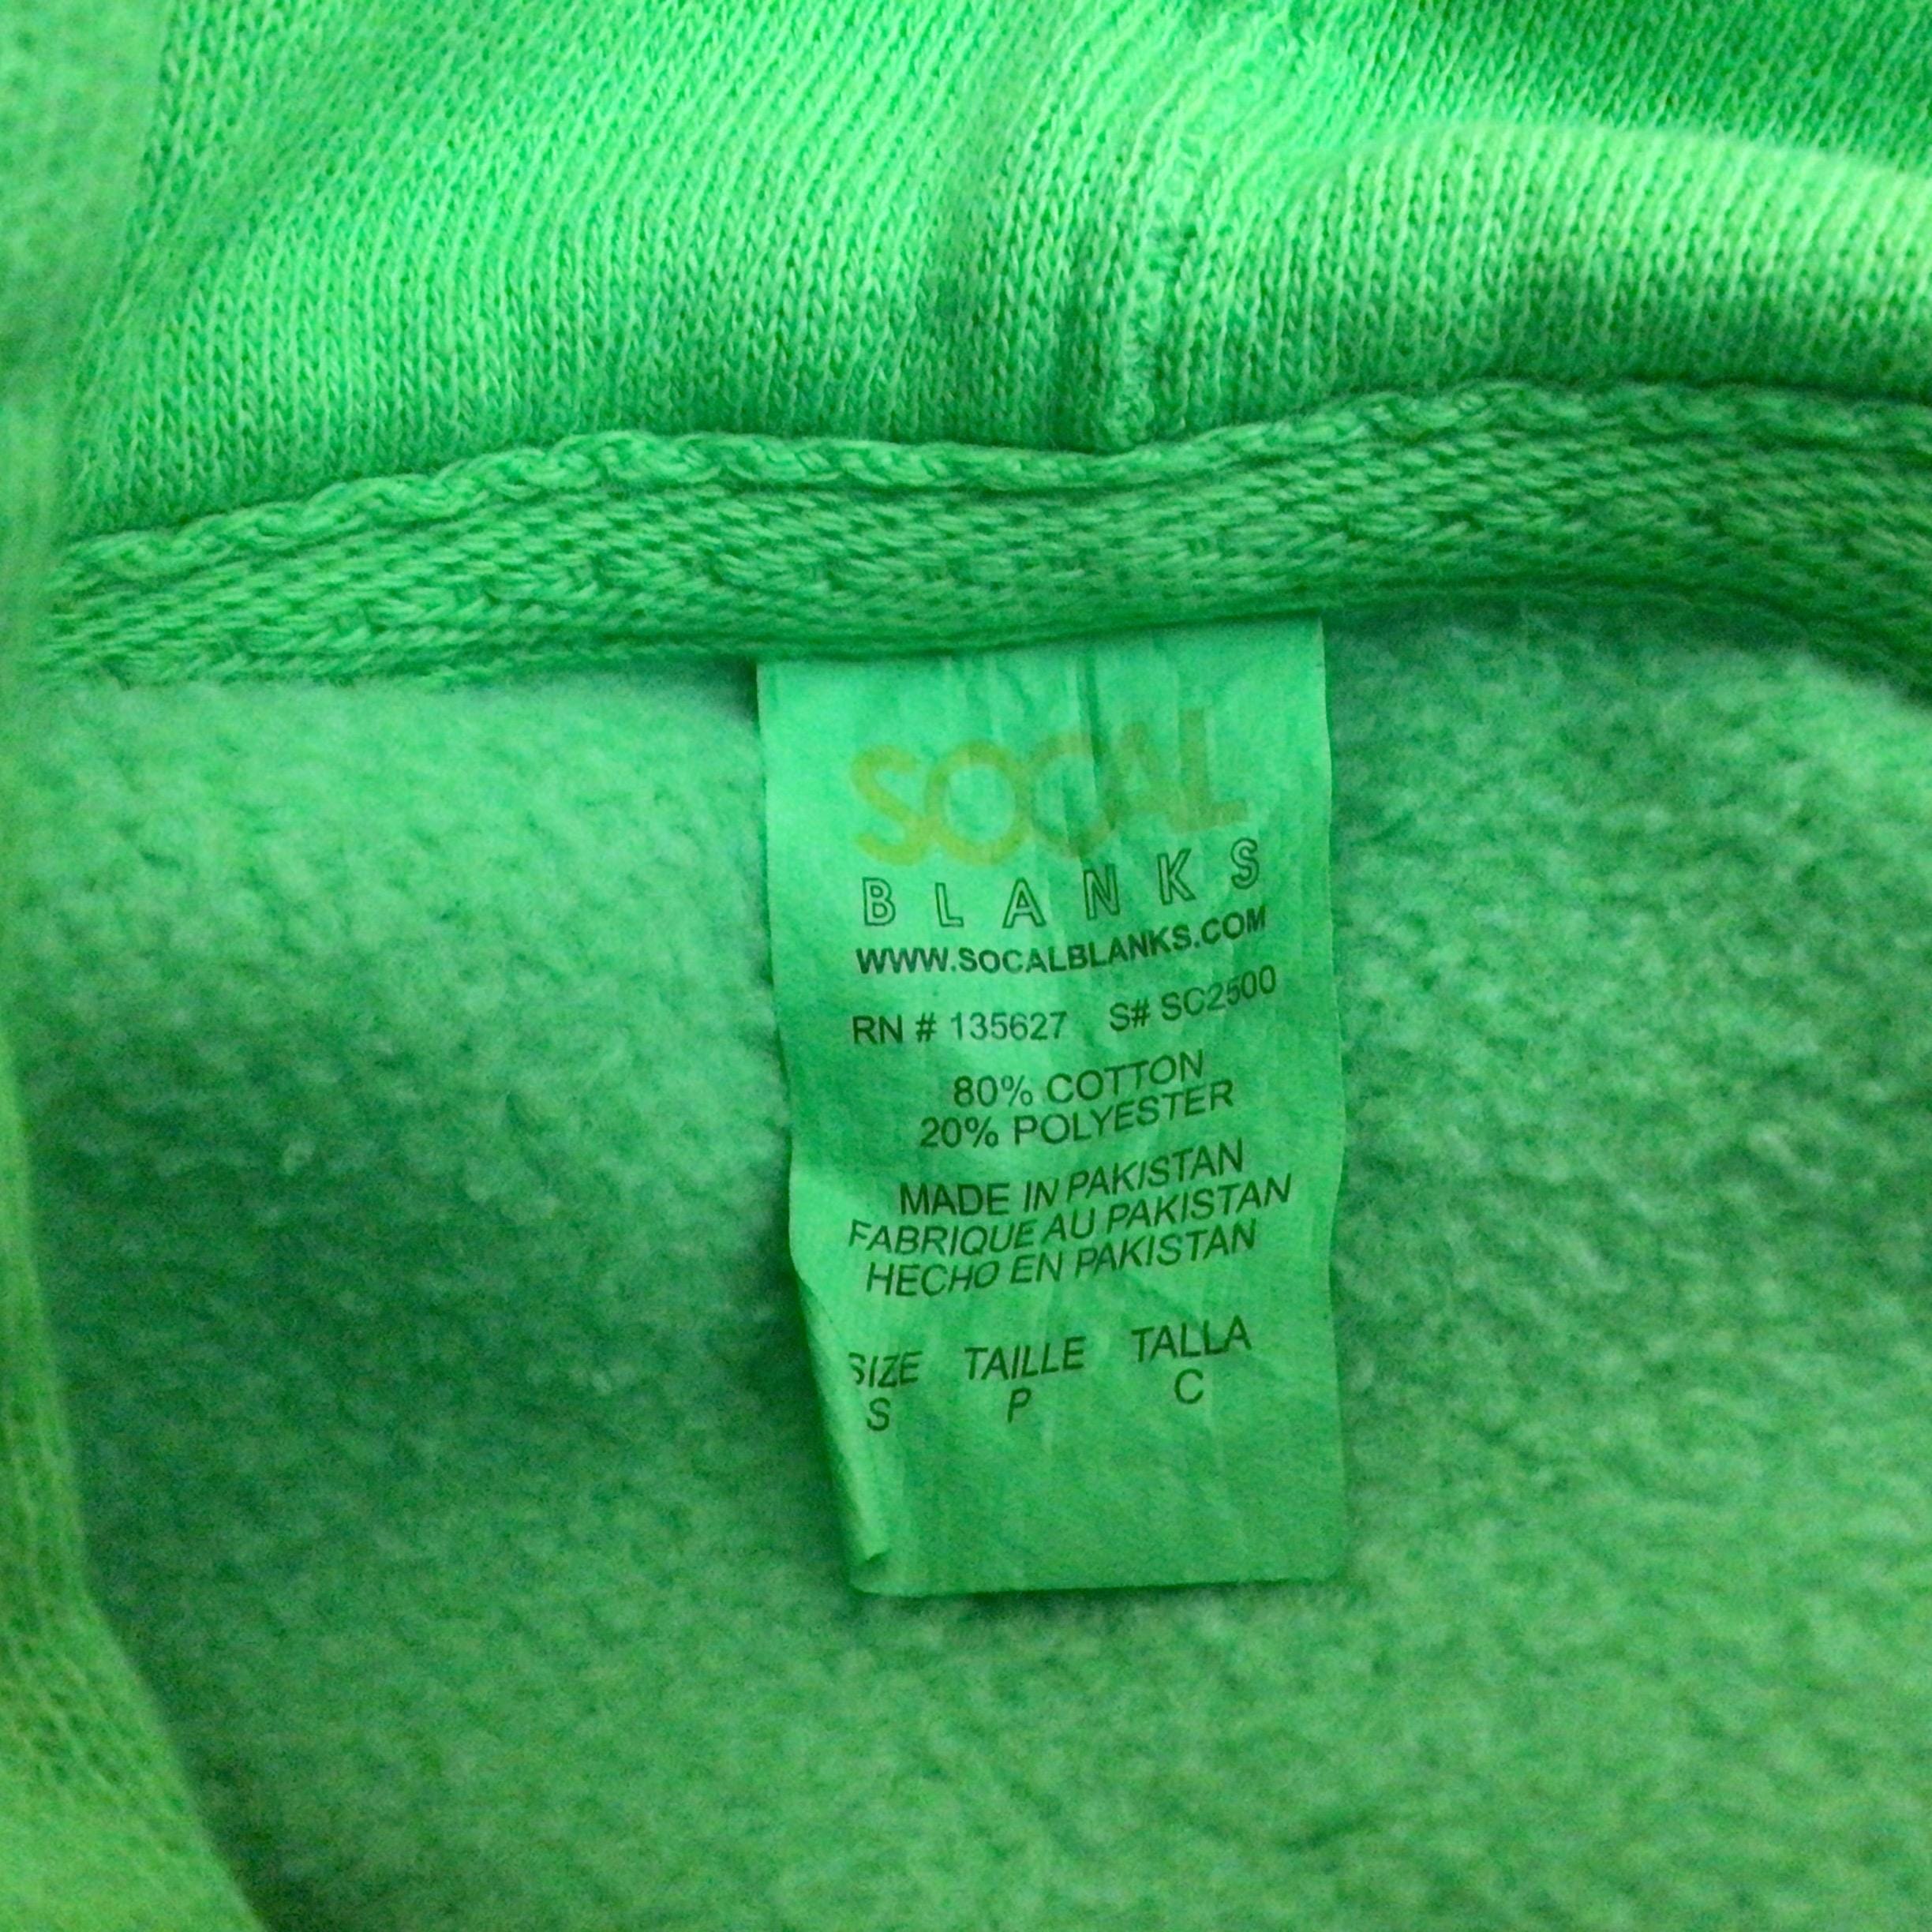 SOCAL
BLANKS
WWW.SOCALBLANKS.COM
RN # 135627 S# SC2500
80% COTTON
20% POLYESTER
MADE IN PAKISTAN
FABRIQUE AU PAKISTAN
HECHO EN PAKISTAN
SIZE TAILLE TALLA
S P C